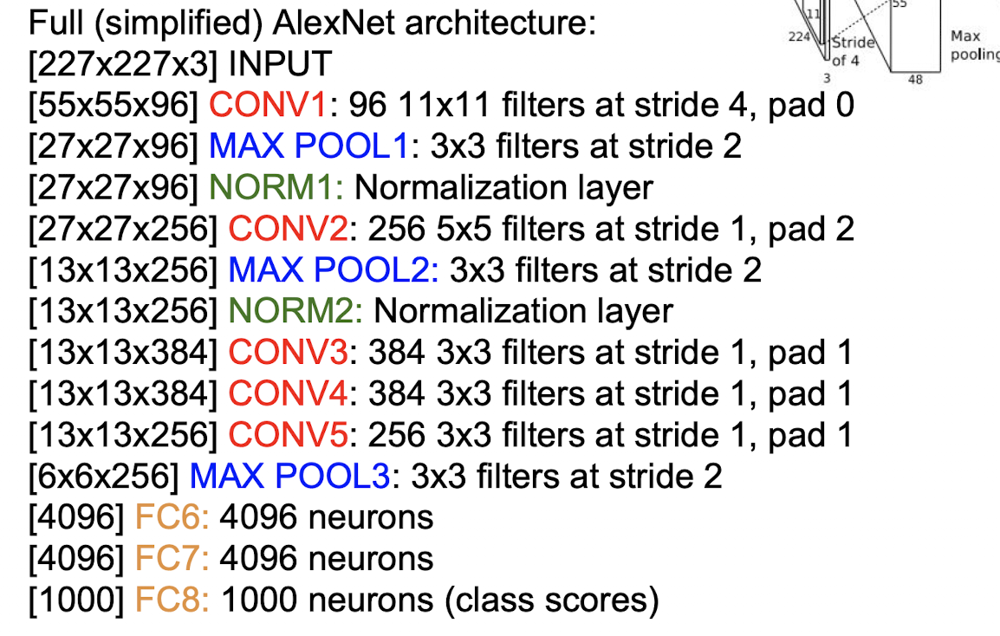 Full (simplified) AlexNet architecture:
[227x227x3] INPUT
[55x55x96] CONV1: 96 11x11 filters at stride 4, pad 0
[27x27x96] MAX POOL1: 3x3 filters at stride 2
[27x27x96] NORM1: Normalization layer
[27x27x256] CONV2: 256 5x5 filters at stride 1, pad 2
[13x13x256] MAX POOL2: 3x3 filters at stride 2
[13x13x256] NORM2: Normalization layer
[13x13x384] CONV3: 384 3x3 filters at stride 1, pad 1
[13x13x384] CONV4: 384 3x3 filters at stride 1, pad 1
[13x13x256] CONV5: 256 3x3 filters at stride 1, pad 1
[6x6x256] MAX POOL3: 3x3 filters at stride 2
[4096] FC6: 4096 neurons
[4096] FC7: 4096 neurons
[1000] FC8: 1000 neurons (class scores)
55
11
224
Stride
of 4
3
48
Max
pooling